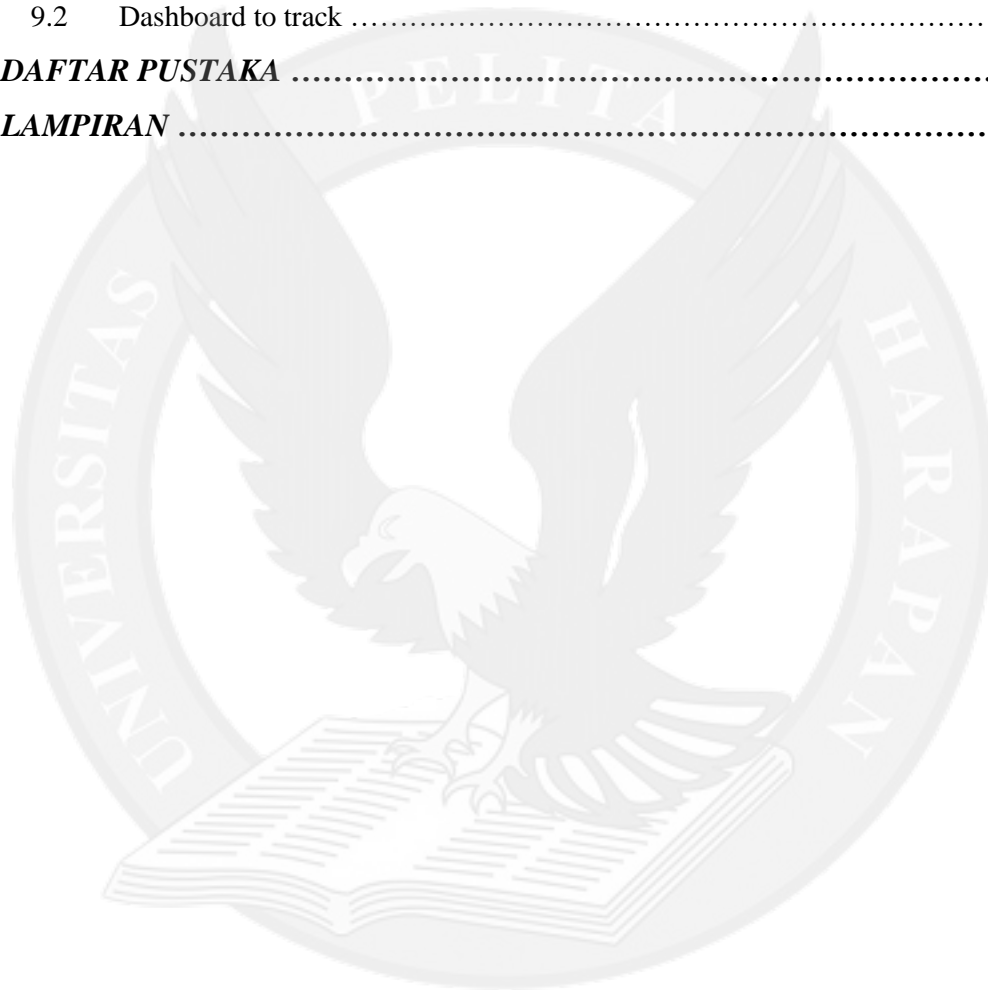 9.2 Dashboard to track ……………………………………………………………
DAFTAR PUSTAKA ……………………………………………………………
LAMPIRAN …………………………………………………………………………
UNIVERSITAS PELITA HARAPAN